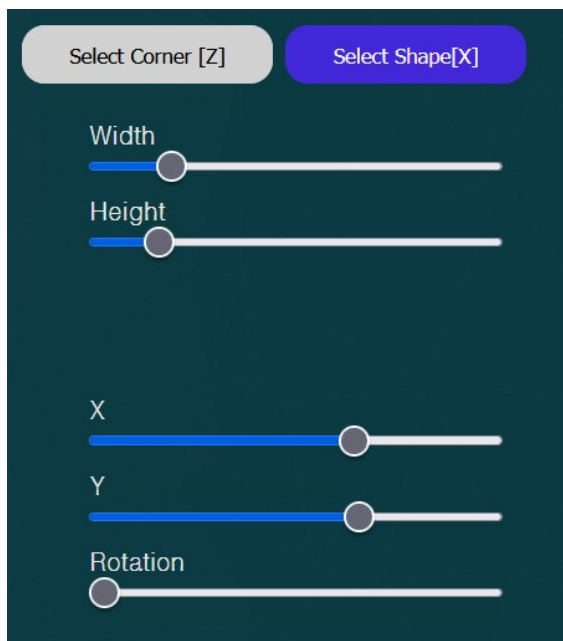 Select Corner [Z]
Select Shape[X]
Width
Height
X
Y
Rotation